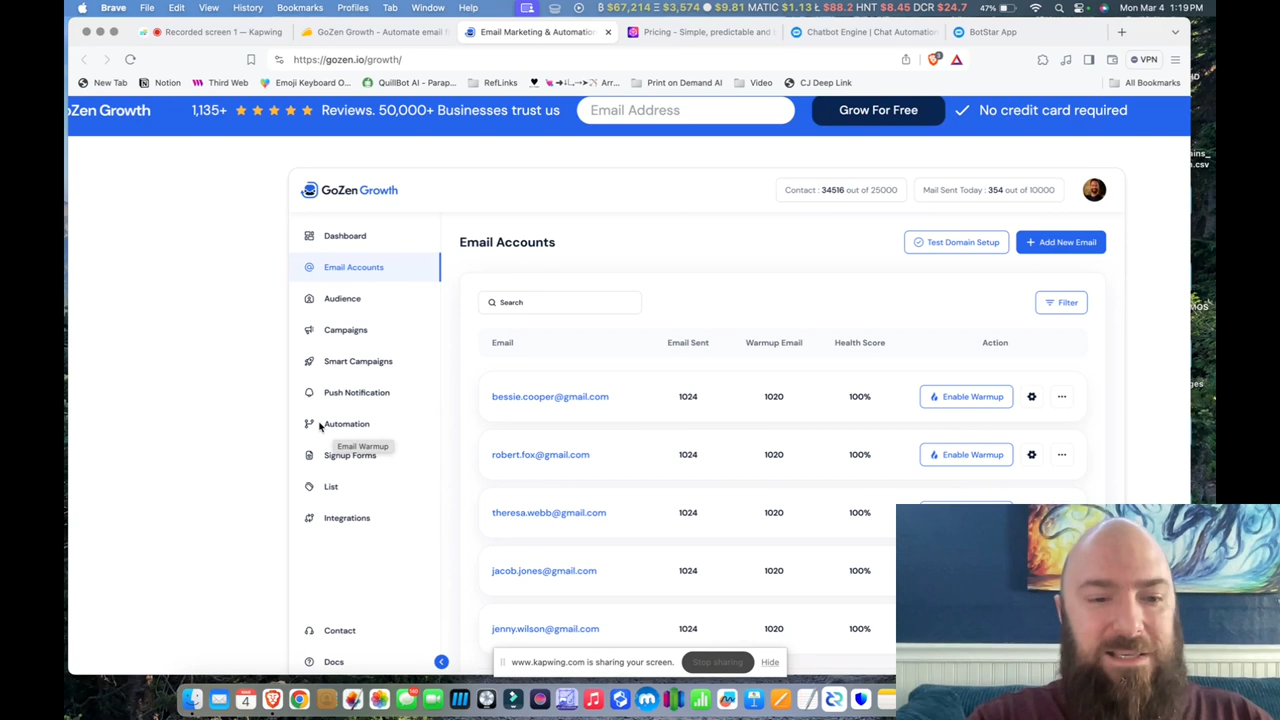 Brave File Edit View History Bookmarks Profiles Tab Window Help
₿ $67,214 Ξ $3,574 $9.81 MATIC $1.13 Ł $88.2 HNT $8.45 DCR $24.7 47% Mon Mar 4 1:19 PM
Recorded screen 1 — Kapwing
GoZen Growth - Automate email
Email Marketing & Automation
Pricing - Simple, predictable and
Chatbot Engine | Chat Automation
BotStar App
https://gozen.io/growth/
VPN
New Tab Notion Third Web Emoji Keyboard O... QuillBot AI - Parap... RefLinks Arr... Print on Demand AI Video CJ Deep Link All Bookmarks
oZen Growth 1,135+ ★★★★★ Reviews. 50,000+ Businesses trust us Email Address Grow For Free ✓ No credit card required
GoZen Growth
Contact : 34516 out of 25000
Mail Sent Today : 354 out of 10000
Dashboard
Email Accounts
Audience
Campaigns
Smart Campaigns
Push Notification
Automation
Email Warmup
Signup Forms
List
Integrations
Contact
Docs
Email Accounts
Test Domain Setup
+ Add New Email
Search
Filter
Email Email Sent Warmup Email Health Score Action
bessie.cooper@gmail.com 1024 1020 100% Enable Warmup ...
robert.fox@gmail.com 1024 1020 100% Enable Warmup ...
theresa.webb@gmail.com 1024 1020 100%
jacob.jones@gmail.com 1024 1020 100%
jenny.wilson@gmail.com 1024 1020 100%
www.kapwing.com is sharing your screen. Stop sharing Hide
.csv